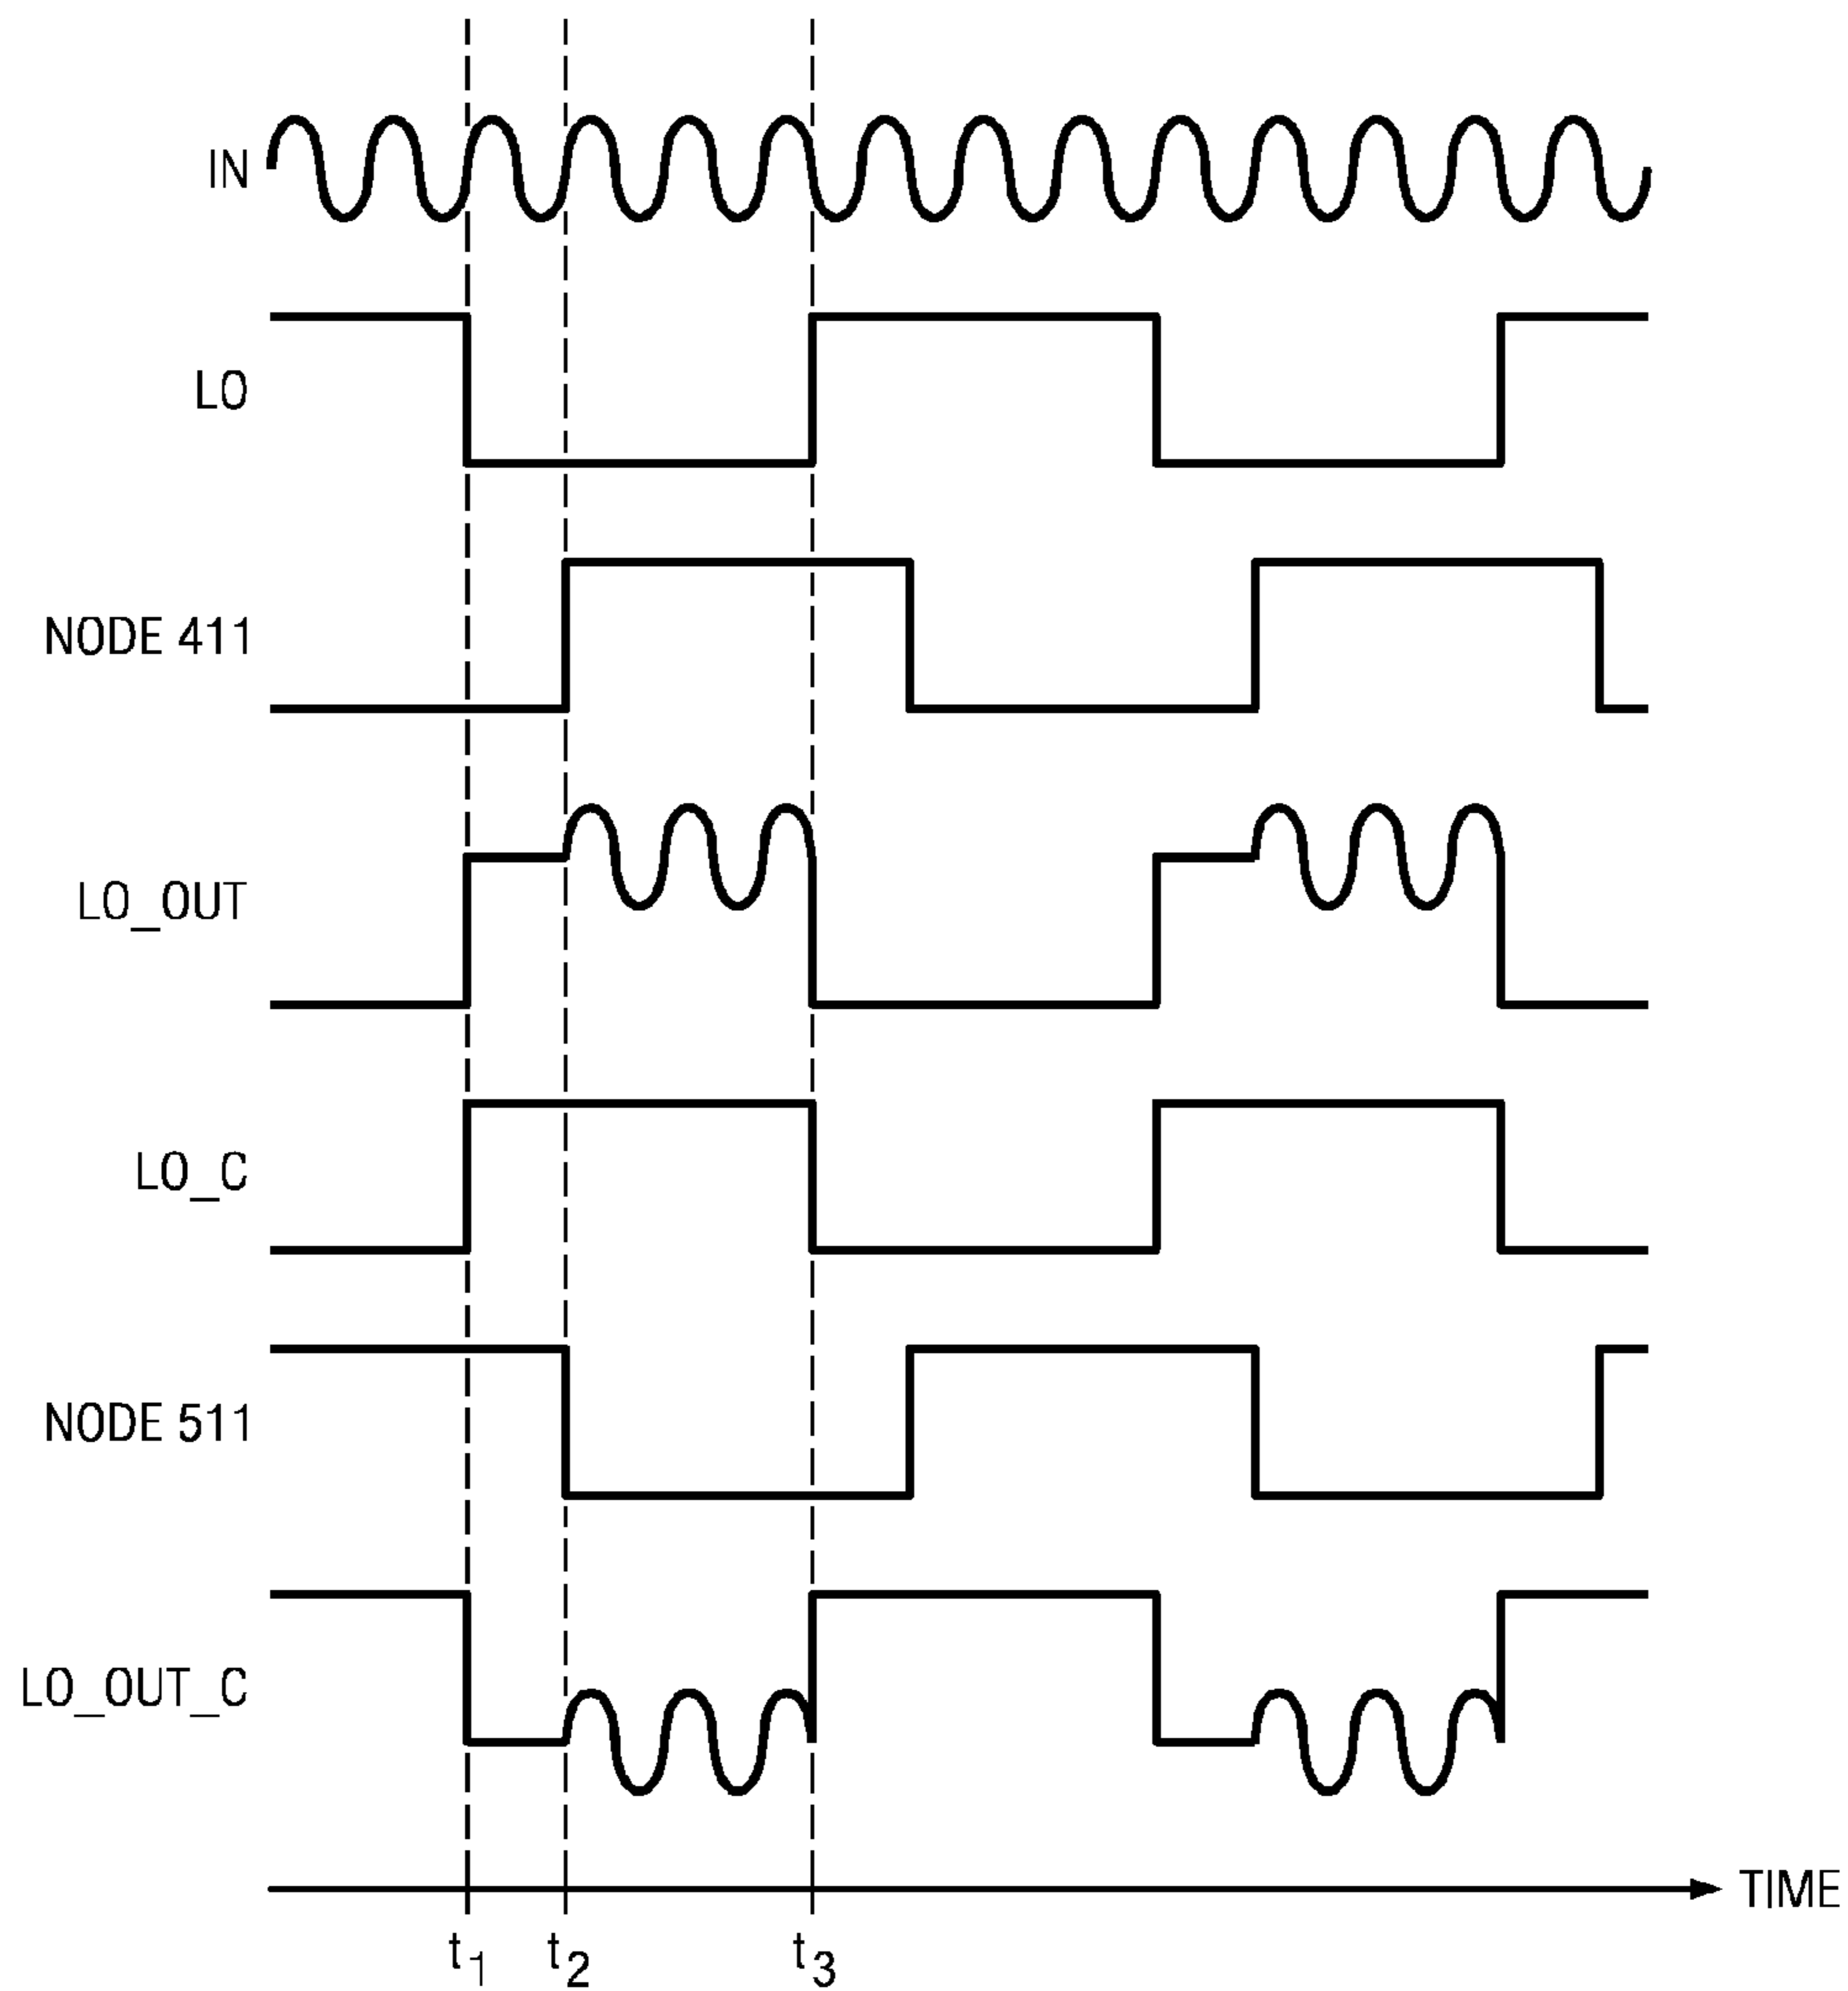 IN
LO
NODE 411
LO_OUT
LO_C
NODE 511
LO_OUT_C
TIME
t1 t2 t3